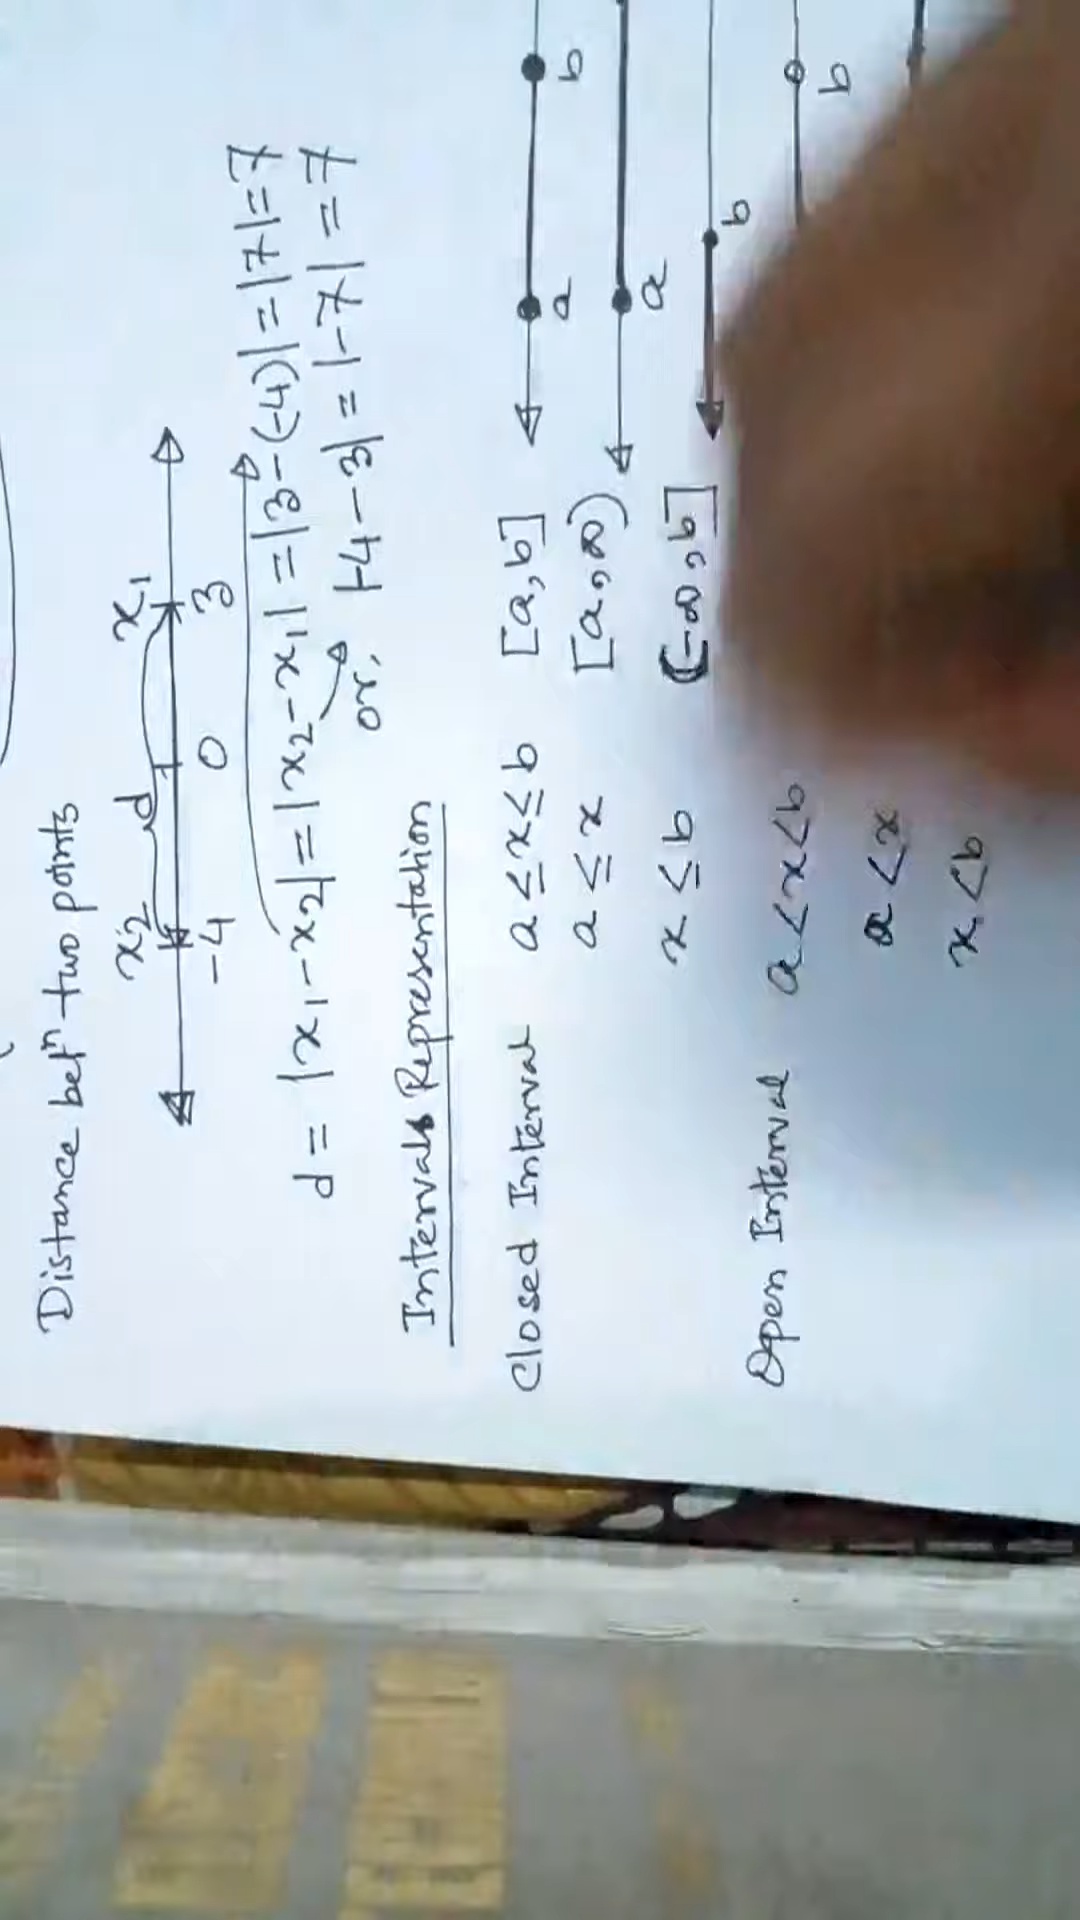 Distance betⁿ two points
x₂ d x₁
-4 0 3
d = |x₁-x₂| = |x₂-x₁| = |3-(-4)| = |7| = 7
or, |-4-3| = |-7| = 7
Intervals Representation
Closed Interval a≤x≤b [a,b] a b
a≤x [a,∞) a
x≤b (-∞,b] b
Open Interval a<x<b b
a<x
x<b